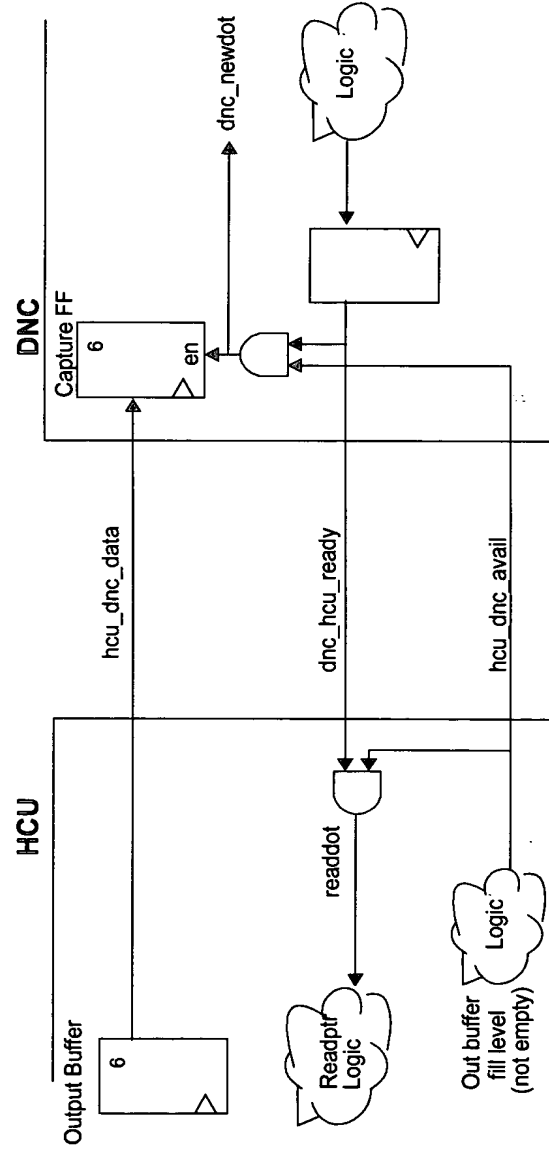 HCU
DNC
Output Buffer
6
hcu_dnc_data
Capture FF
6
en
dnc_newdot
Readptr
Logic
readdot
dnc_hcu_ready
Logic
Out buffer
fill level
(not empty)
Logic
hcu_dnc_avail